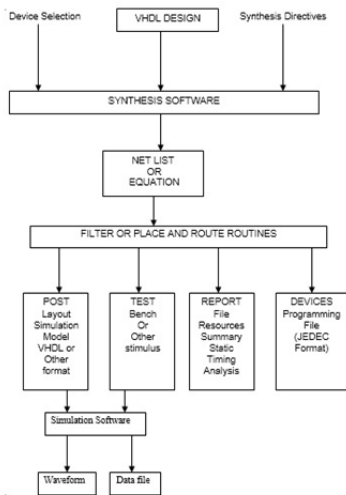 Device Selection
VHDL DESIGN
Synthesis Directives
SYNTHESIS SOFTWARE
NET LIST
OR
EQUATION
FILTER OR PLACE AND ROUTE ROUTINES
POST
Layout
Simulation
Model
VHDL or
Other
format
TEST
Bench
Or
Other
stimulus
REPORT
File
Resources
Summary
Static
Timing
Analysis
DEVICES
Programming
File
(JEDEC
Format)
Simulation Software
Waveform
Data file